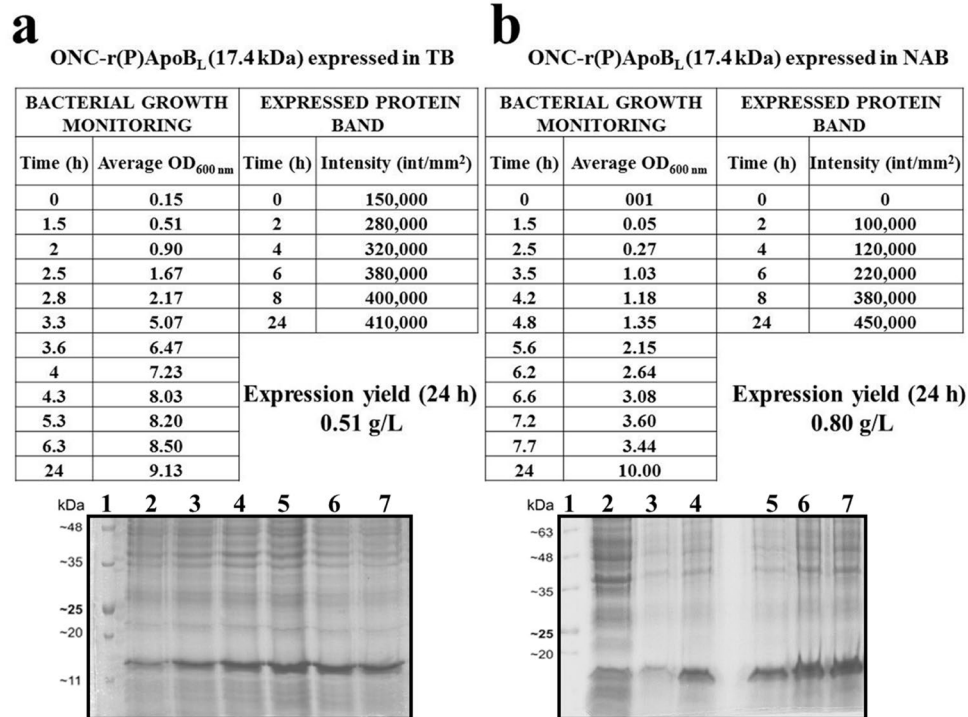 a
ONC-r(P)ApoBL (17.4 kDa) expressed in TB
BACTERIAL GROWTH MONITORING EXPRESSED PROTEIN BAND
Time (h) Average OD600 nm Time (h) Intensity (int/mm²)
0 0.15 0 150,000
1.5 0.51 2 280,000
2 0.90 4 320,000
2.5 1.67 6 380,000
2.8 2.17 8 400,000
3.3 5.07 24 410,000
3.6 6.47
4 7.23
4.3 8.03
5.3 8.20
6.3 8.50
24 9.13
Expression yield (24 h)
0.51 g/L
kDa 1 2 3 4 5 6 7
~48
~35
~25
~20
~11
b
ONC-r(P)ApoBL (17.4 kDa) expressed in NAB
BACTERIAL GROWTH MONITORING EXPRESSED PROTEIN BAND
Time (h) Average OD600 nm Time (h) Intensity (int/mm²)
0 001 0 0
1.5 0.05 2 100,000
2.5 0.27 4 120,000
3.5 1.03 6 220,000
4.2 1.18 8 380,000
4.8 1.35 24 450,000
5.6 2.15
6.2 2.64
6.6 3.08
7.2 3.60
7.7 3.44
24 10.00
Expression yield (24 h)
0.80 g/L
kDa 1 2 3 4 5 6 7
~63
~48
~35
~25
~20